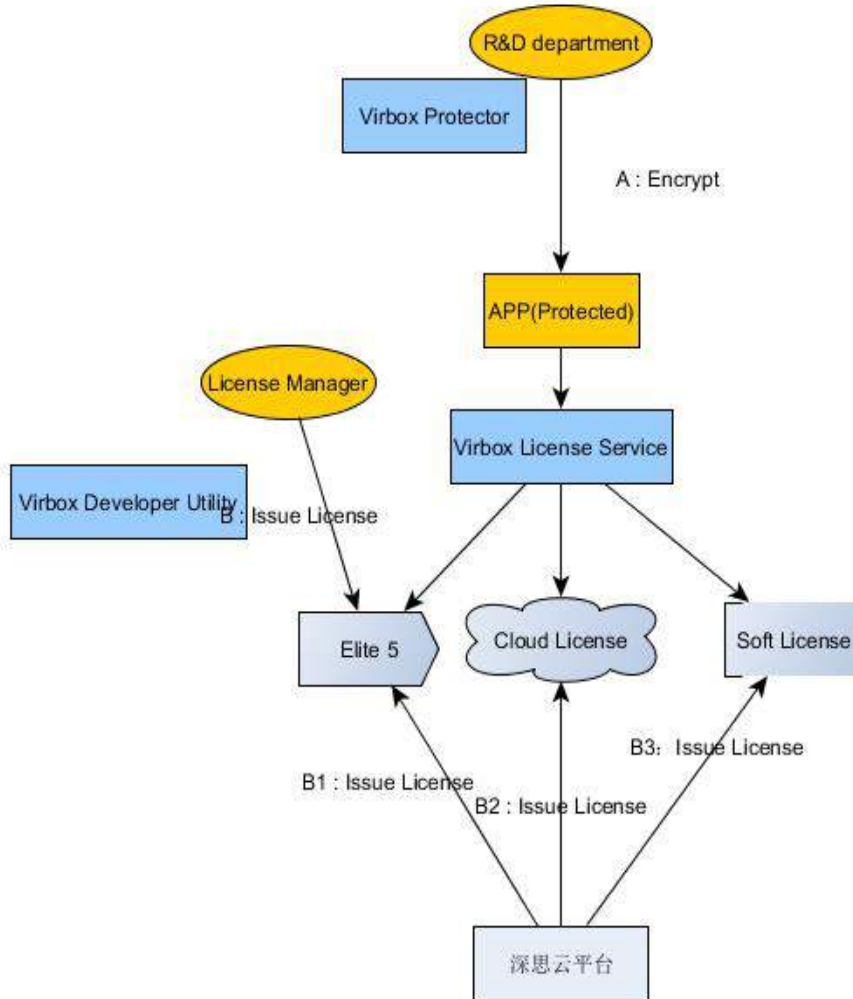 R&D department
Virbox Protector
A : Encrypt
APP(Protected)
License Manager
Virbox License Service
Virbox Developer Utility
B : Issue License
Elite 5
Cloud License
Soft License
B3：Issue License
B1 : Issue License
B2 : Issue License
深思云平台